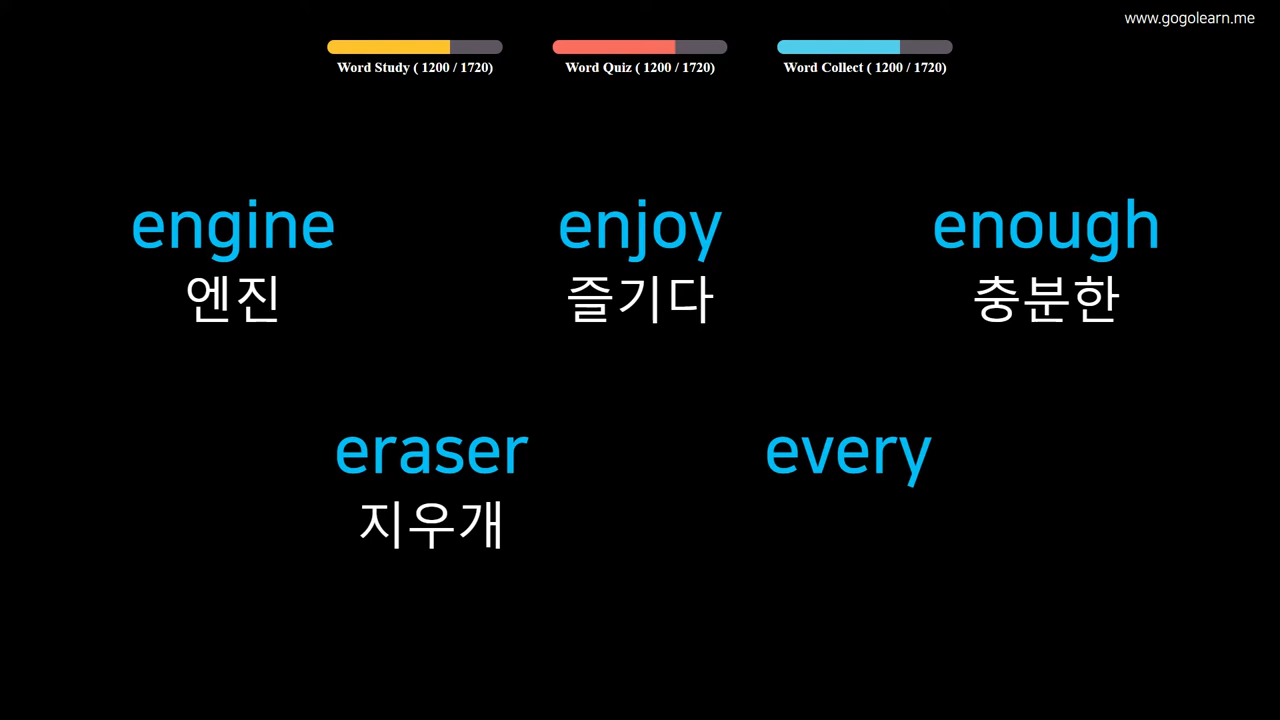 www.gogolearn.me
Word Study ( 1200 / 1720)
Word Quiz ( 1200 / 1720)
Word Collect ( 1200 / 1720)
engine
엔진
enjoy
즐기다
enough
충분한
eraser
지우개
every